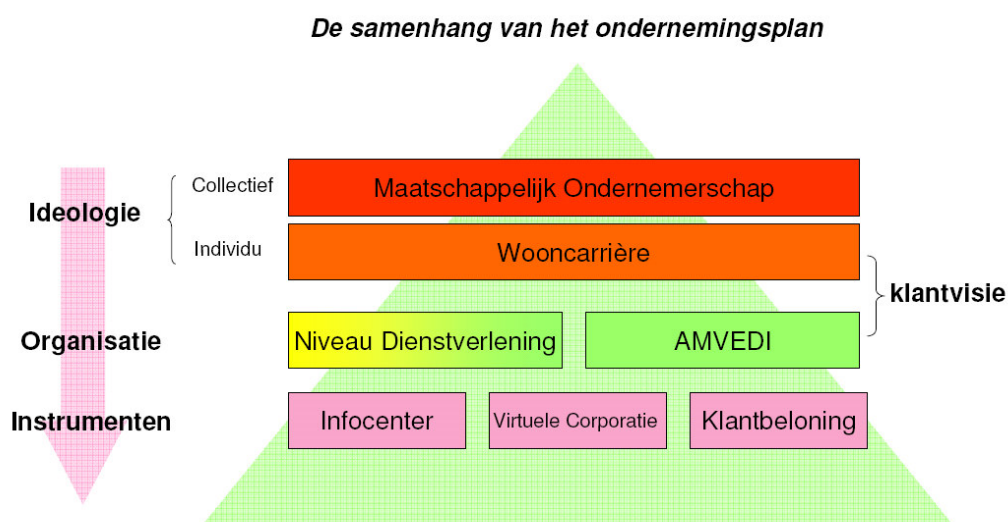 De samenhang van het ondernemingsplan
Collectief
Maatschappelijk Ondernemerschap
Ideologie
Individu
Wooncarrière
klantvisie
Organisatie
Niveau Dienstverlening
AMVEDI
Instrumenten
Infocenter
Virtuele Corporatie
Klantbeloning